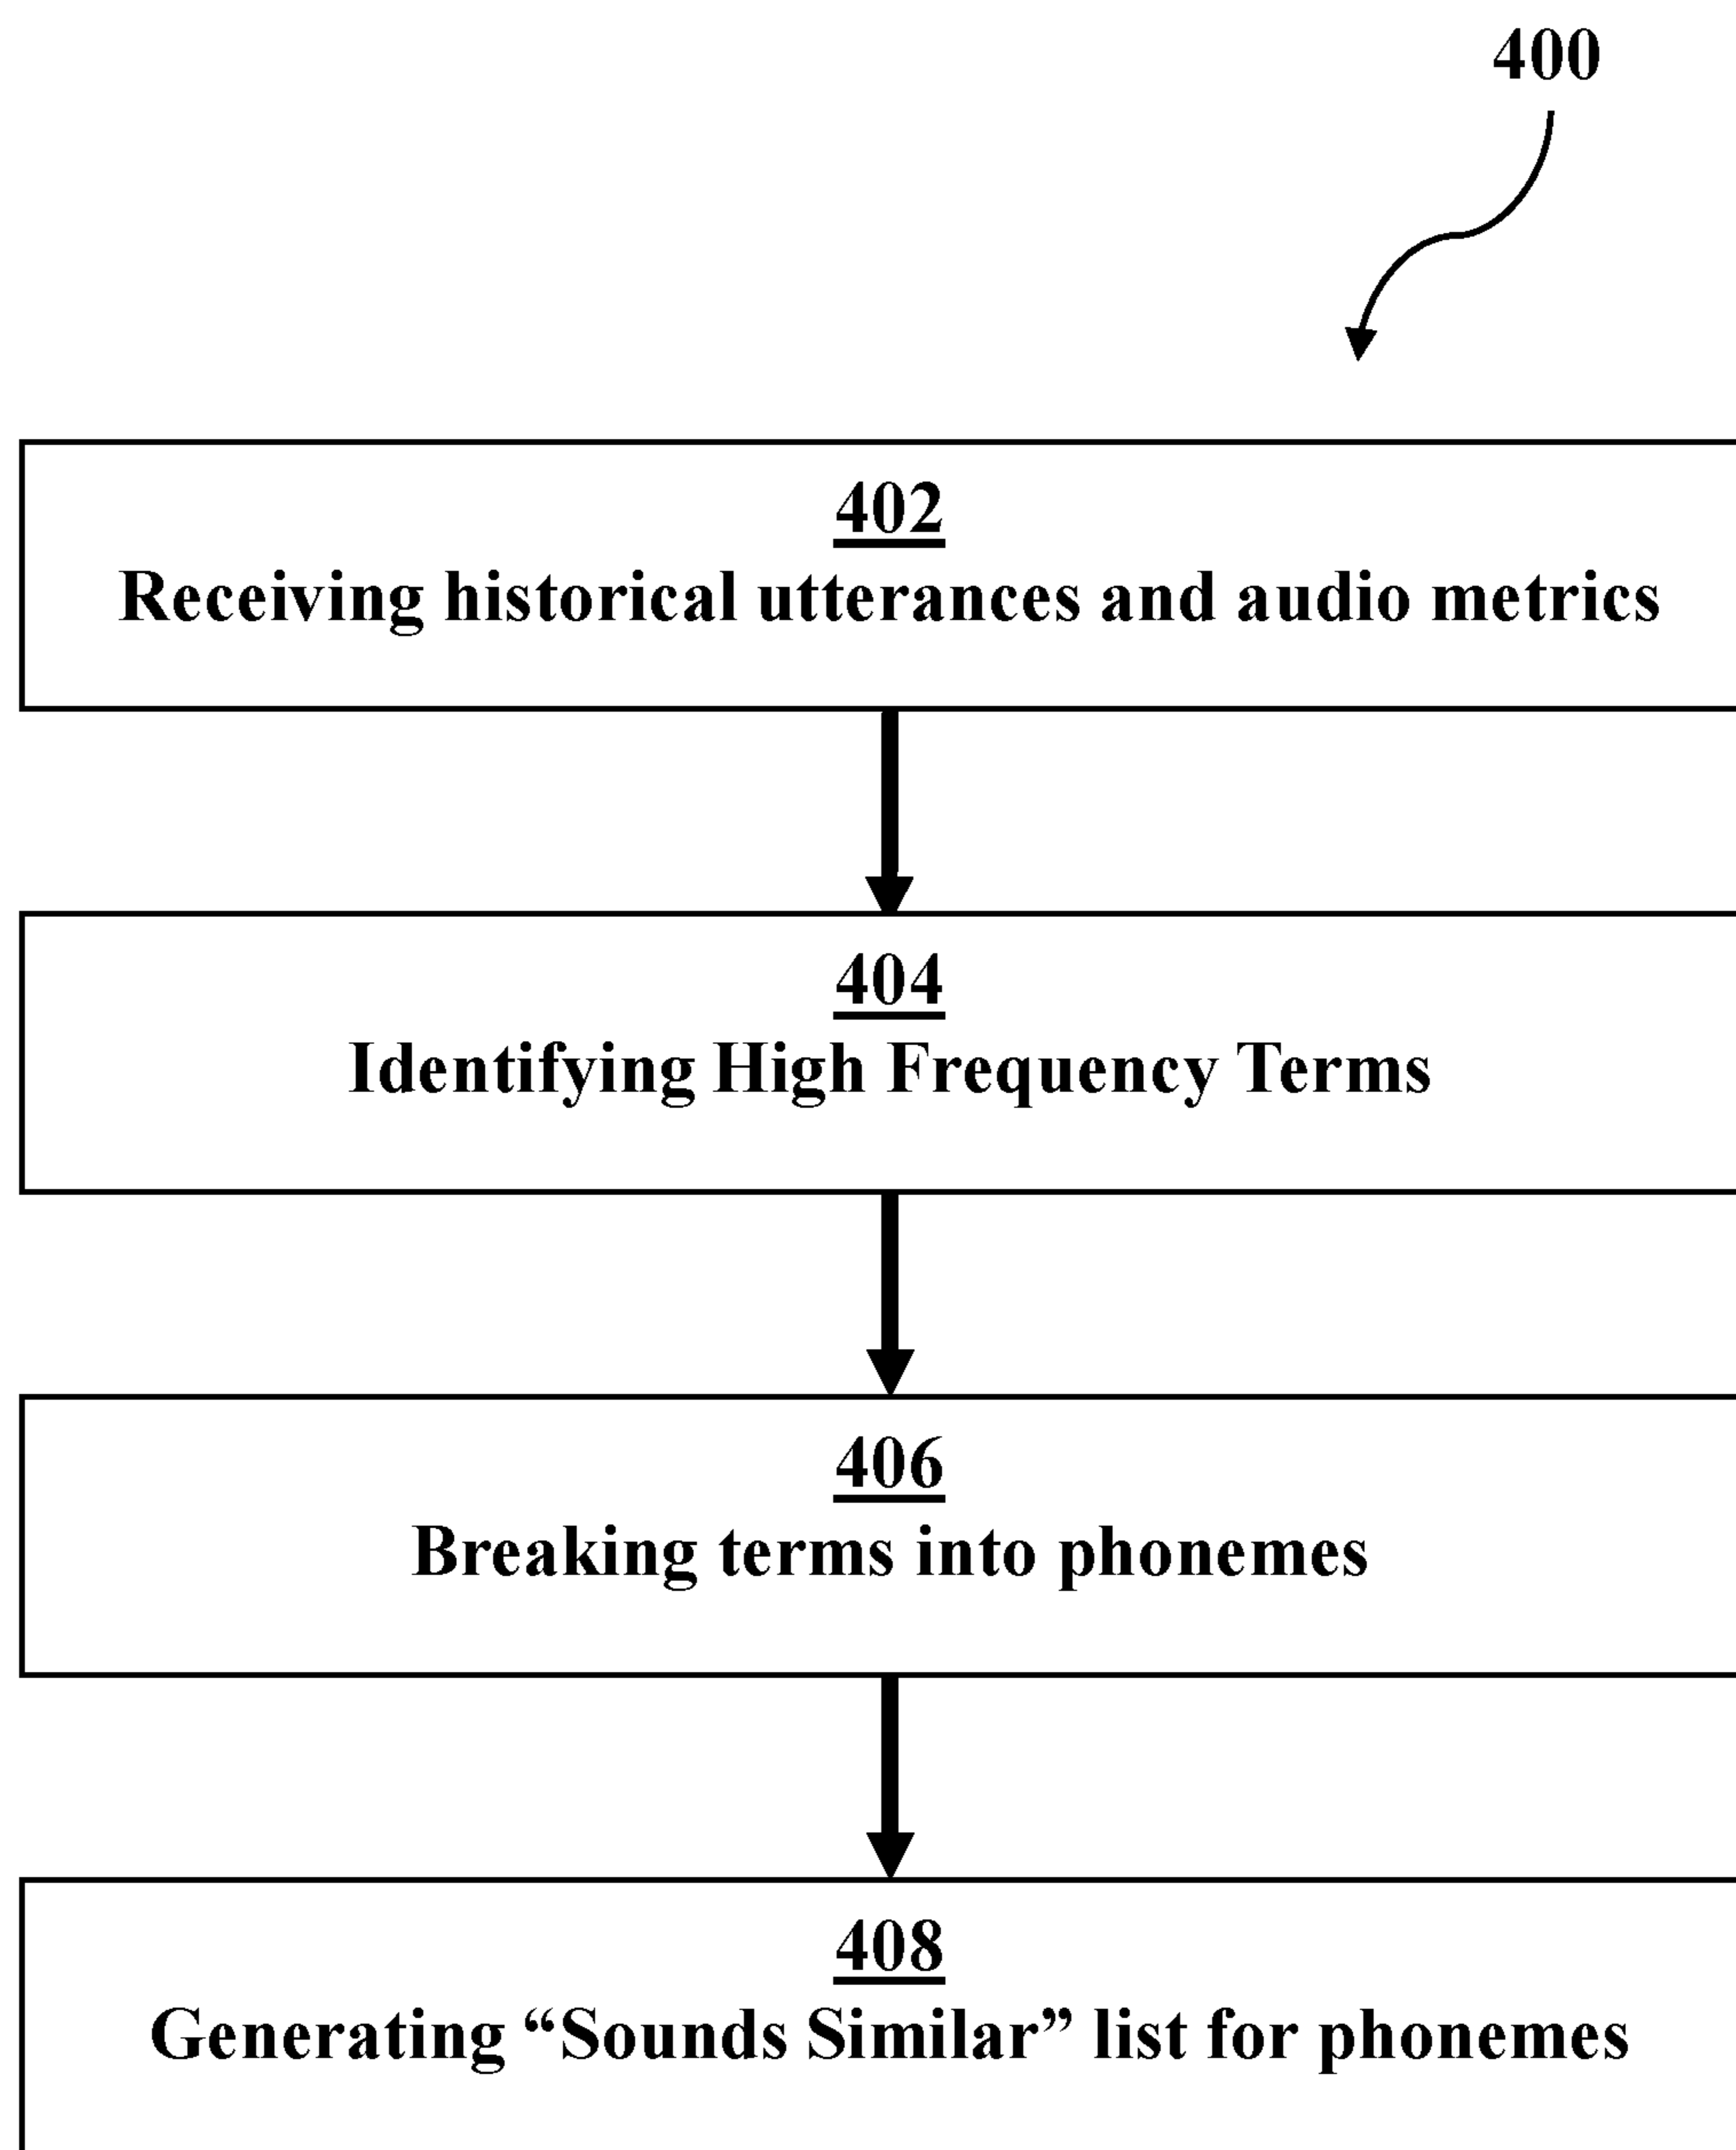 400
402
Receiving historical utterances and audio metrics
404
Identifying High Frequency Terms
406
Breaking terms into phonemes
408
Generating “Sounds Similar” list for phonemes